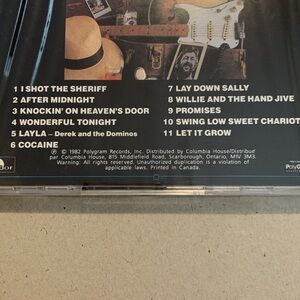 1 I SHOT THE SHERIFF
2 AFTER MIDNIGHT
3 KNOCKIN' ON HEAVEN'S DOOR
4 WONDERFUL TONIGHT
5 LAYLA – Derek and the Dominos
6 COCAINE
7 LAY DOWN SALLY
8 WILLIE AND THE HAND JIVE
9 PROMISES
10 SWING LOW SWEET CHARIOT
11 LET IT GROW
℗ © 1982 Polygram Records, Inc. Distributed by Columbia House/Distribué
par Columbia House, 815 Middlefield Road, Scarborough, Ontario, M1V 3M3.
Warning: All rights reserved. Unauthorized duplication is a violation of
applicable laws. Printed in Canada.